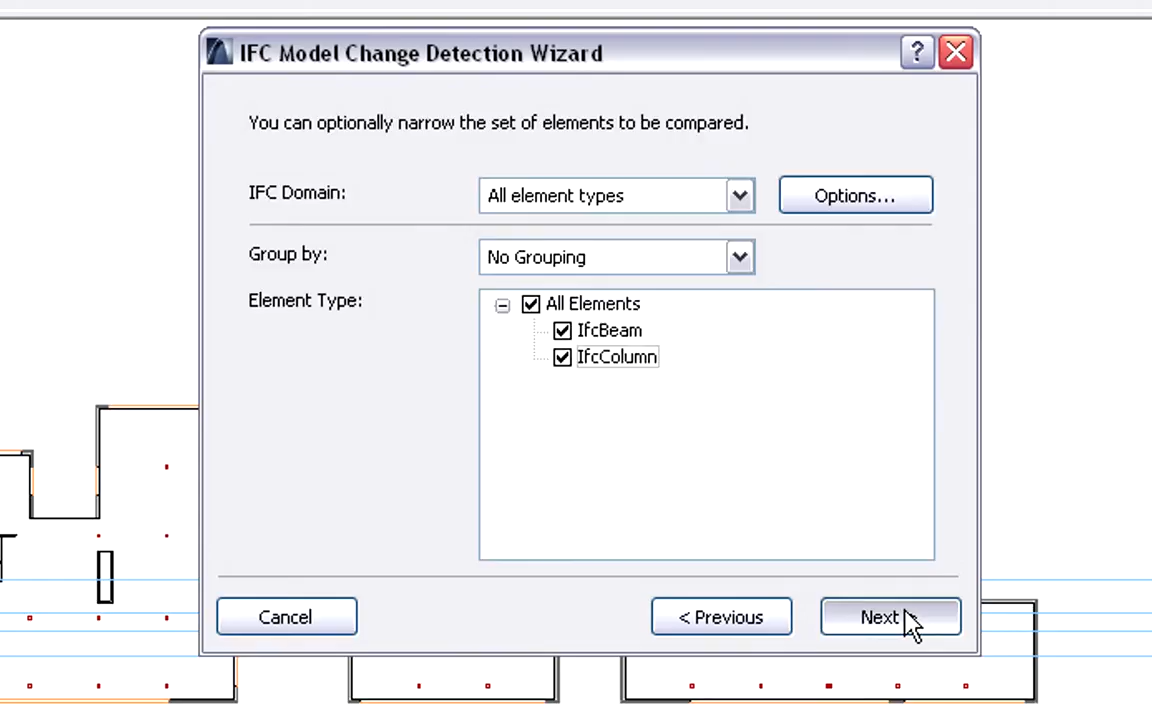 IFC Model Change Detection Wizard
?
You can optionally narrow the set of elements to be compared.
IFC Domain:
All element types
Options...
Group by:
No Grouping
Element Type:
All Elements
IfcBeam
IfcColumn
Cancel
< Previous
Next